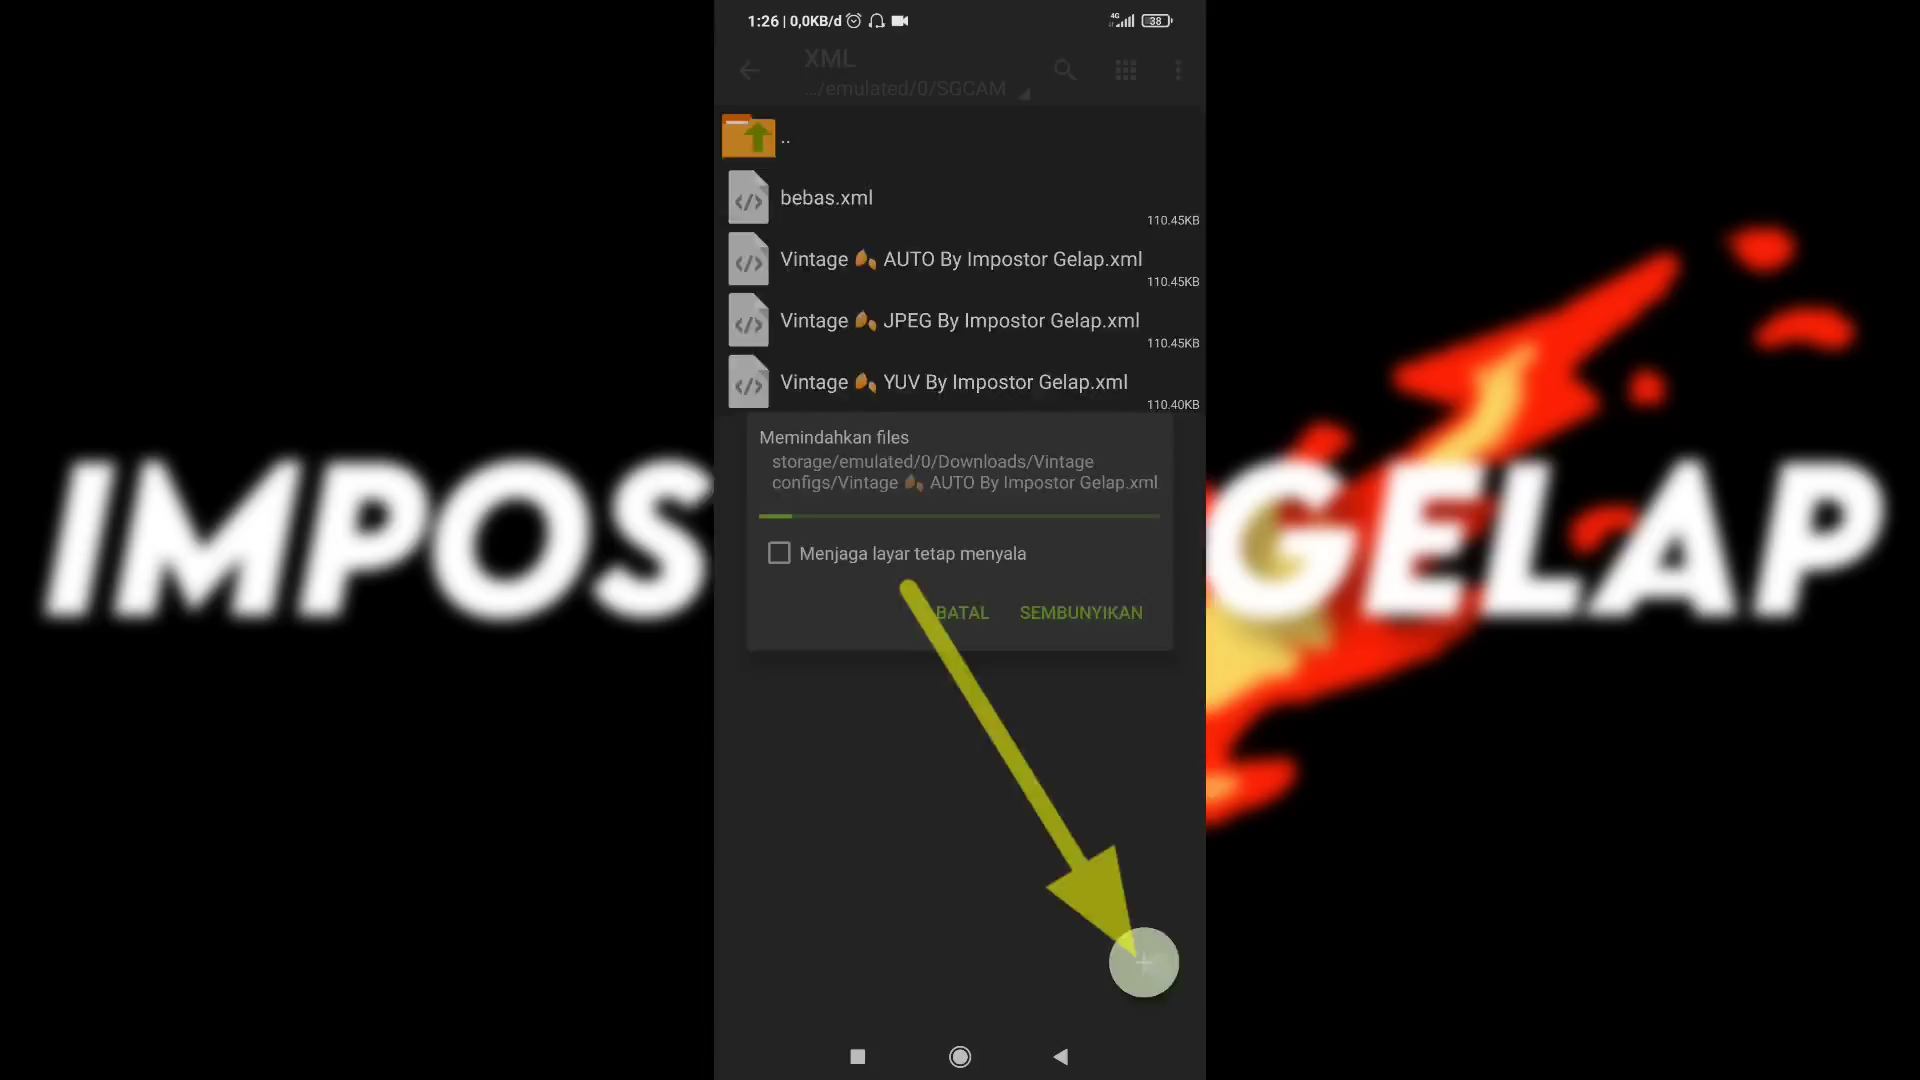 1:26 | 0,0KB/d
4G
38
XML
.../emulated/0/SGCAM
..
bebas.xml
110.45KB
Vintage 🍂 AUTO By Impostor Gelap.xml
110.45KB
Vintage 🍂 JPEG By Impostor Gelap.xml
110.45KB
Vintage 🍂 YUV By Impostor Gelap.xml
110.40KB
Memindahkan files
storage/emulated/0/Downloads/Vintage
configs/Vintage 🍂 AUTO By Impostor Gelap.xml
Menjaga layar tetap menyala
BATAL SEMBUNYIKAN
IMPOS GELAP